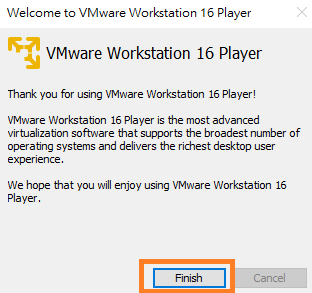 Welcome to VMware Workstation 16 Player
VMware Workstation 16 Player
Thank you for using VMware Workstation 16 Player!
VMware Workstation 16 Player is the most advanced
virtualization software that supports the broadest number of
operating systems and delivers the richest desktop user
experience.
We hope that you will enjoy using VMware Workstation 16
Player.
Finish
Cancel